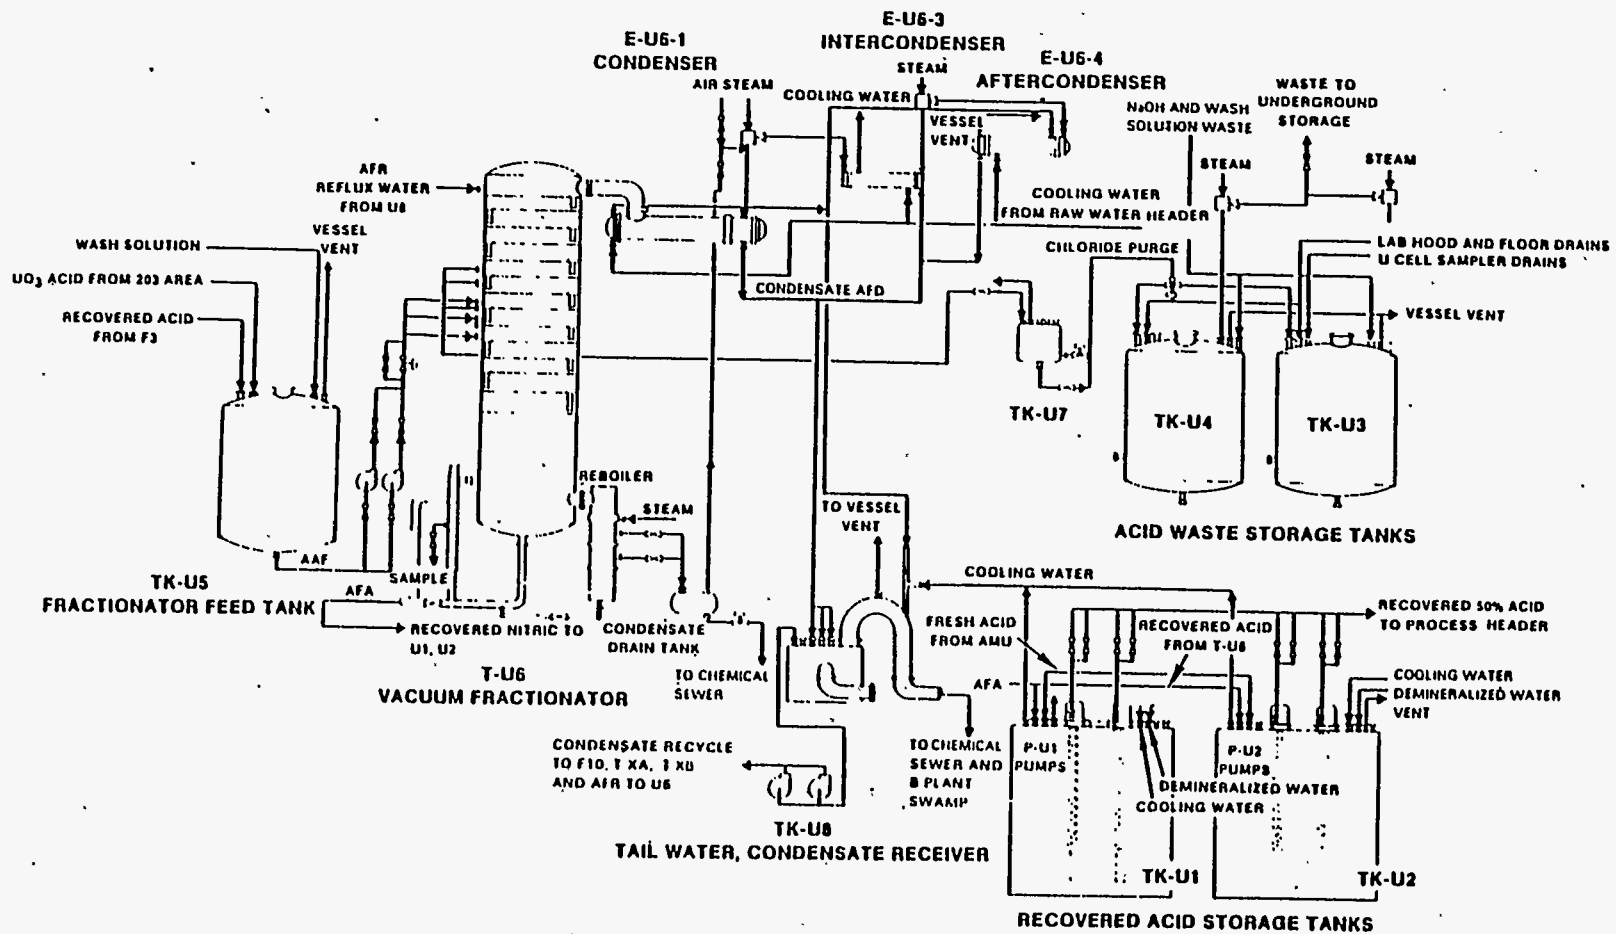 E-U6-3
INTERCONDENSER
E-U6-1
CONDENSER
E-U6-4
AFTERCONDENSER
STEAM
AIR STEAM
COOLING WATER
VESSEL
VENT
NaOH AND WASH
SOLUTION WASTE
WASTE TO
UNDERGROUND
STORAGE
STEAM
STEAM
AFR
REFLUX WATER
FROM U8
COOLING WATER
FROM RAW WATER HEADER
VESSEL
VENT
WASH SOLUTION
UO3 ACID FROM 203 AREA
RECOVERED ACID
FROM F3
CHLORIDE PURGE
LAB HOOD AND FLOOR DRAINS
U CELL SAMPLER DRAINS
CONDENSATE AFD
VESSEL VENT
TK-U7
TK-U4
TK-U3
REBOILER
STEAM
TO VESSEL
VENT
ACID WASTE STORAGE TANKS
AAF
TK-U5
FRACTIONATOR FEED TANK
SAMPLE
AFA
RECOVERED NITRIC TO
U1, U2
CONDENSATE
DRAIN TANK
T-U6
VACUUM FRACTIONATOR
TO CHEMICAL
SEWER
COOLING WATER
FRESH ACID
FROM AMU
RECOVERED ACID
FROM T-U6
RECOVERED 50% ACID
TO PROCESS HEADER
AFA
COOLING WATER
DEMINERALIZED WATER
VENT
CONDENSATE RECYCLE
TO F10, T XA, T XB
AND AFR TO U6
TO CHEMICAL
SEWER AND
B PLANT
SWAMP
P-U1
PUMPS
P-U2
PUMPS
DEMINERALIZED WATER
COOLING WATER
TK-U8
TAIL WATER, CONDENSATE RECEIVER
TK-U1
TK-U2
RECOVERED ACID STORAGE TANKS